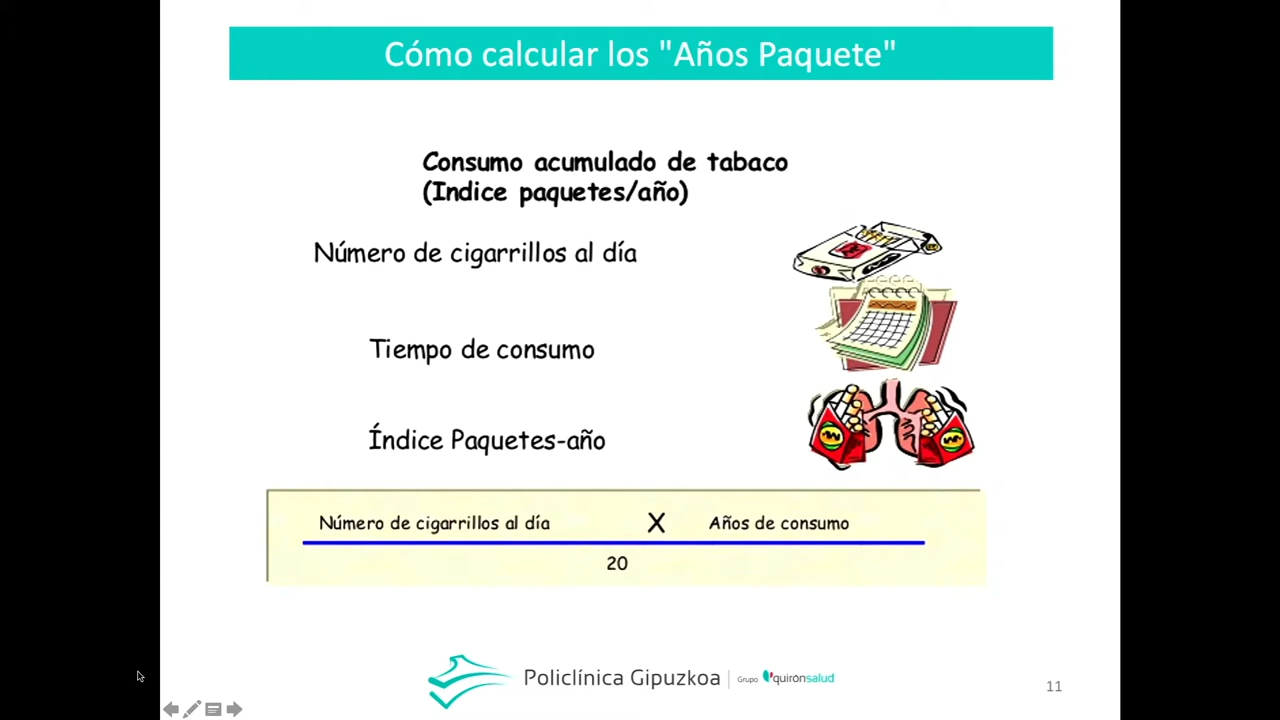 Cómo calcular los "Años Paquete"
Consumo acumulado de tabaco
(Indice paquetes/año)
Número de cigarrillos al día
Tiempo de consumo
Índice Paquetes-año
Número de cigarrillos al día X Años de consumo
20
Policlínica Gipuzkoa Grupo quirónsalud
11